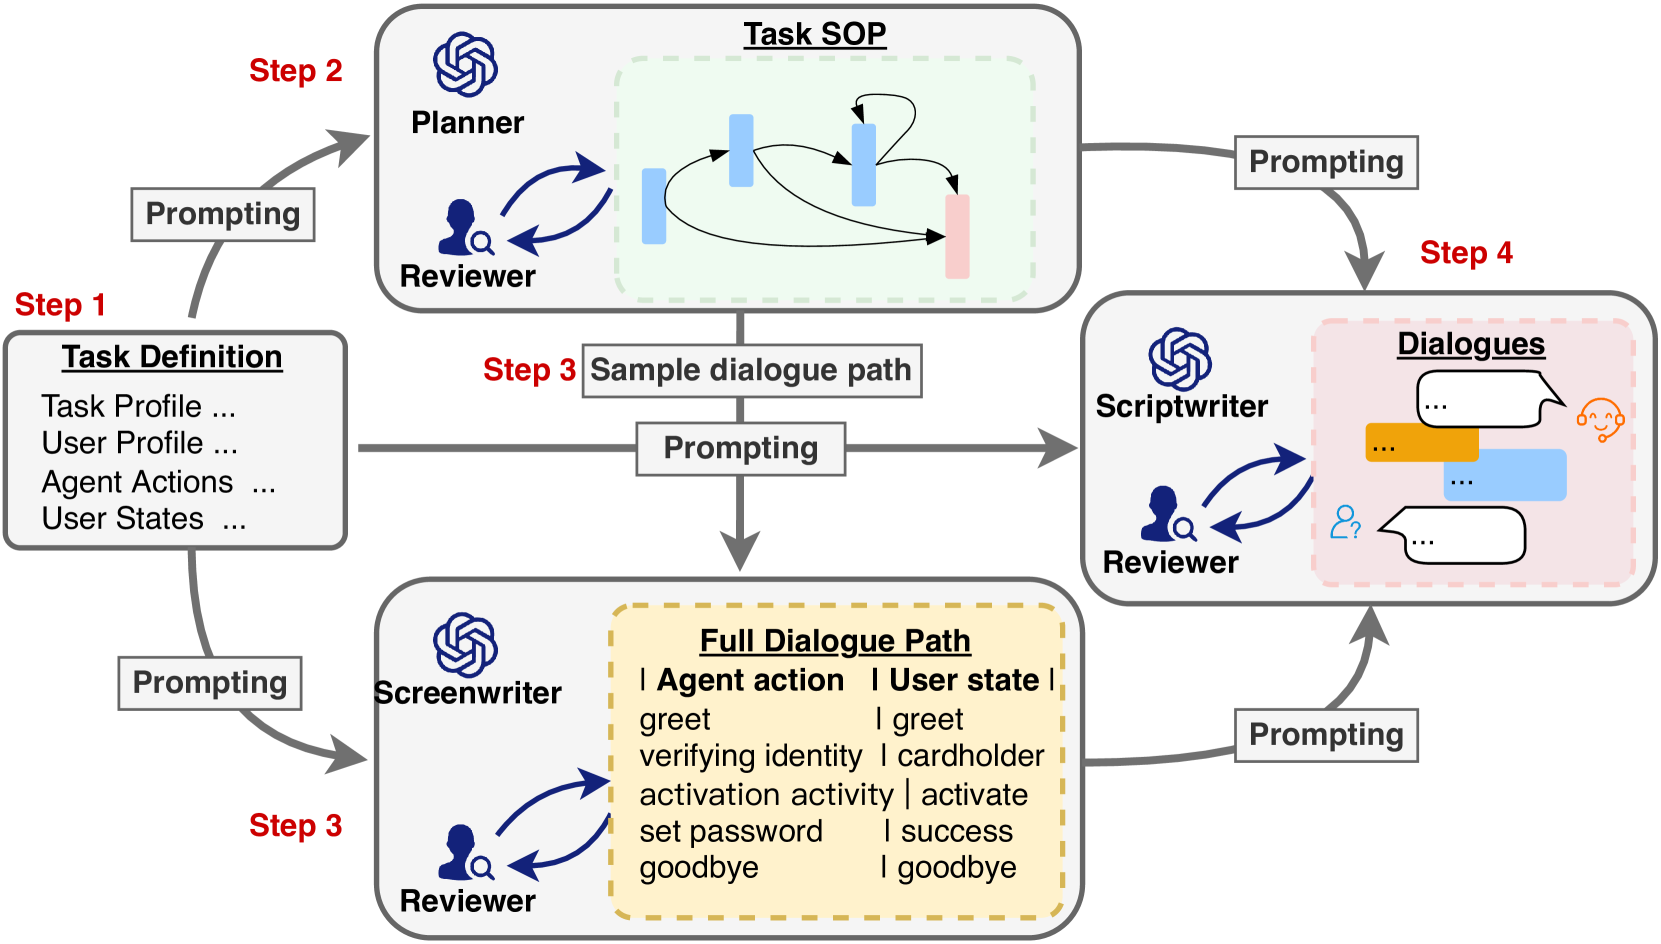 Step 1
Task Definition
Task Profile ...
User Profile ...
Agent Actions ...
User States ...
Prompting
Step 2
Planner
Reviewer
Task SOP
Step 3
Sample dialogue path
Prompting
Prompting
Step 3
Screenwriter
Reviewer
Full Dialogue Path
| Agent action | User state |
greet | greet
verifying identity | cardholder
activation activity | activate
set password | success
goodbye | goodbye
Prompting
Prompting
Step 4
Scriptwriter
Reviewer
Dialogues
...
...
...
?
...